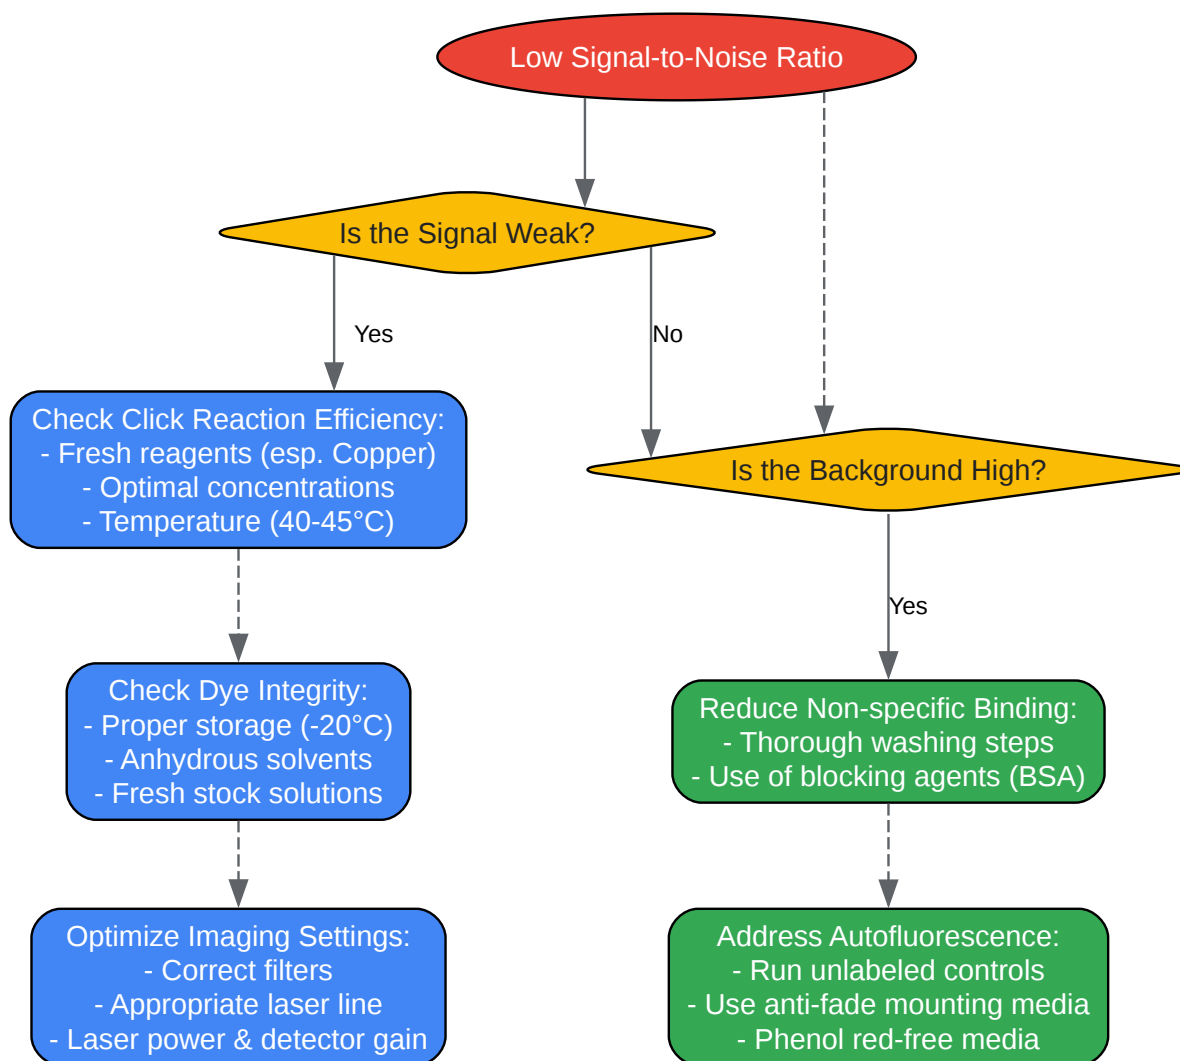 Low Signal-to-Noise Ratio
Is the Signal Weak?
Yes
No
Check Click Reaction Efficiency:
- Fresh reagents (esp. Copper)
- Optimal concentrations
- Temperature (40-45°C)
Is the Background High?
Yes
Check Dye Integrity:
- Proper storage (-20°C)
- Anhydrous solvents
- Fresh stock solutions
Reduce Non-specific Binding:
- Thorough washing steps
- Use of blocking agents (BSA)
Optimize Imaging Settings:
- Correct filters
- Appropriate laser line
- Laser power & detector gain
Address Autofluorescence:
- Run unlabeled controls
- Use anti-fade mounting media
- Phenol red-free media